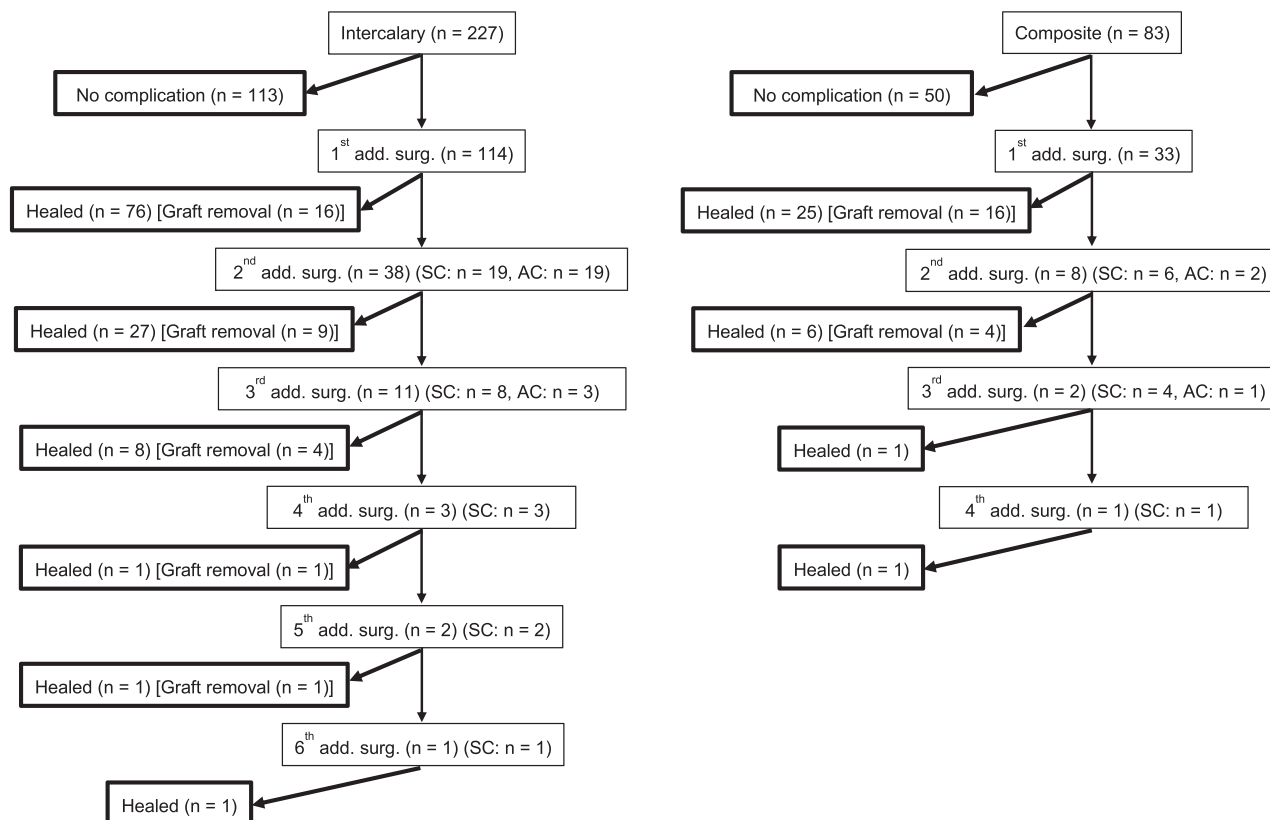 Intercalary (n = 227)
No complication (n = 113)
1st add. surg. (n = 114)
Healed (n = 76) [Graft removal (n = 16)]
2nd add. surg. (n = 38) (SC: n = 19, AC: n = 19)
Healed (n = 27) [Graft removal (n = 9)]
3rd add. surg. (n = 11) (SC: n = 8, AC: n = 3)
Healed (n = 8) [Graft removal (n = 4)]
4th add. surg. (n = 3) (SC: n = 3)
Healed (n = 1) [Graft removal (n = 1)]
5th add. surg. (n = 2) (SC: n = 2)
Healed (n = 1) [Graft removal (n = 1)]
6th add. surg. (n = 1) (SC: n = 1)
Healed (n = 1)
Composite (n = 83)
No complication (n = 50)
1st add. surg. (n = 33)
Healed (n = 25) [Graft removal (n = 16)]
2nd add. surg. (n = 8) (SC: n = 6, AC: n = 2)
Healed (n = 6) [Graft removal (n = 4)]
3rd add. surg. (n = 2) (SC: n = 4, AC: n = 1)
Healed (n = 1)
4th add. surg. (n = 1) (SC: n = 1)
Healed (n = 1)